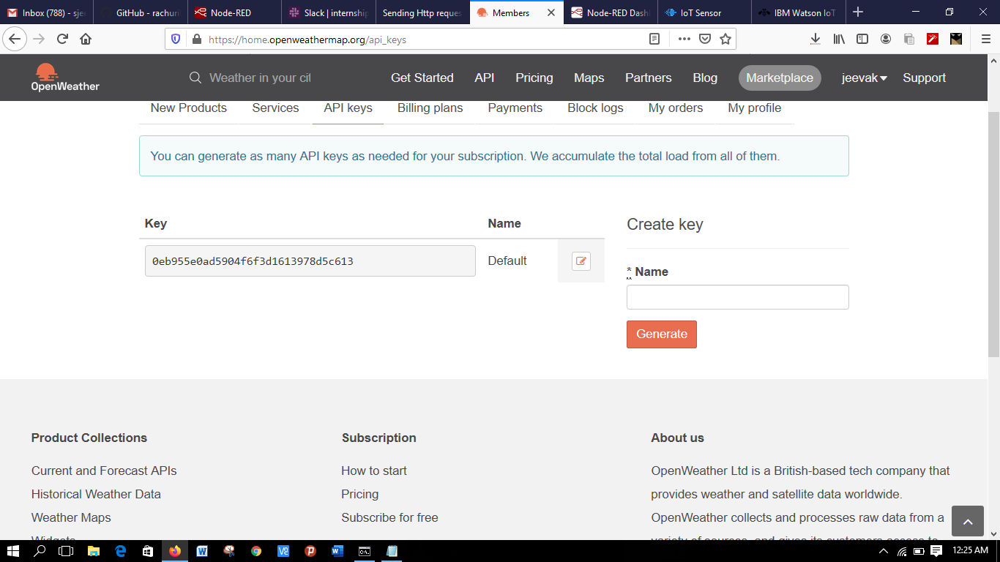 Inbox (788) - sje
GitHub - rachuri
Node-RED
Slack | internship
Sending Http reques
Members
Node-RED Dash
IoT Sensor
IBM Watson IoT
https://home.openweathermap.org/api_keys
OpenWeather
Weather in your cit
Get Started
API
Pricing
Maps
Partners
Blog
Marketplace
jeevak
Support
New Products
Services
API keys
Billing plans
Payments
Block logs
My orders
My profile
You can generate as many API keys as needed for your subscription. We accumulate the total load from all of them.
Key
Name
0eb955e0ad5904f6f3d1613978d5c613
Default
Create key
* Name
Generate
Product Collections
Current and Forecast APIs
Historical Weather Data
Weather Maps
Widgets
Subscription
How to start
Pricing
Subscribe for free
About us
OpenWeather Ltd is a British-based tech company that
provides weather and satellite data worldwide.
OpenWeather collects and processes raw data from a
variety of sources, and gives its customers access to
12:25 AM